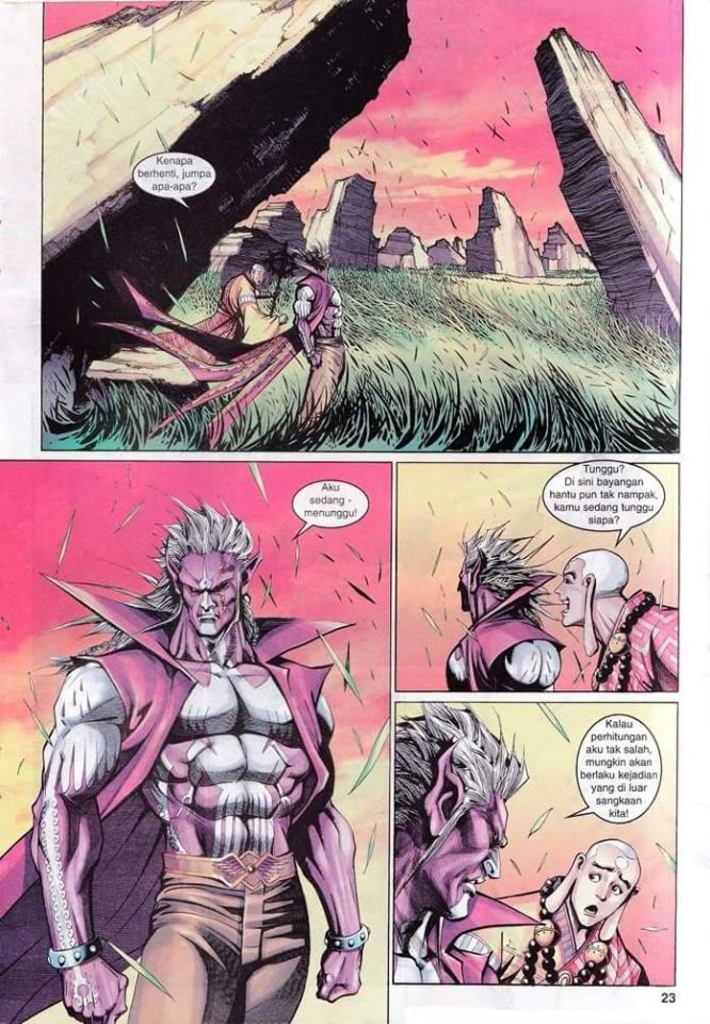 Kenapa
berhenti, jumpa
apa-apa?
Aku
sedang -
menunggu!
Tunggu?
Di sini bayangan
hantu pun tak nampak,
kamu sedang tunggu
siapa?
Kalau
perhitungan
aku tak salah,
mungkin akan
berlaku kejadian
yang di luar
sangkaan
kita!
23